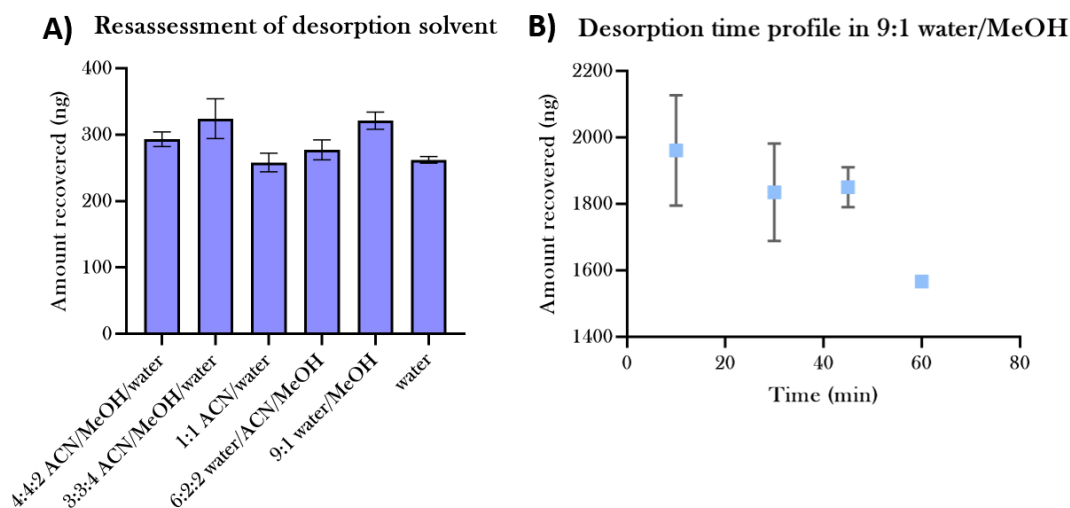 A) Resassessment of desorption solvent
Amount recovered (ng)
400
300
200
100
0
4:4:2 ACN/MeOH/water
3:3:4 ACN/MeOH/water
1:1 ACN/water
6:2:2 water/ACN/MeOH
9:1 water/MeOH
water
B) Desorption time profile in 9:1 water/MeOH
Amount recovered (ng)
2200
2000
1800
1600
1400
0 20 40 60 80
Time (min)